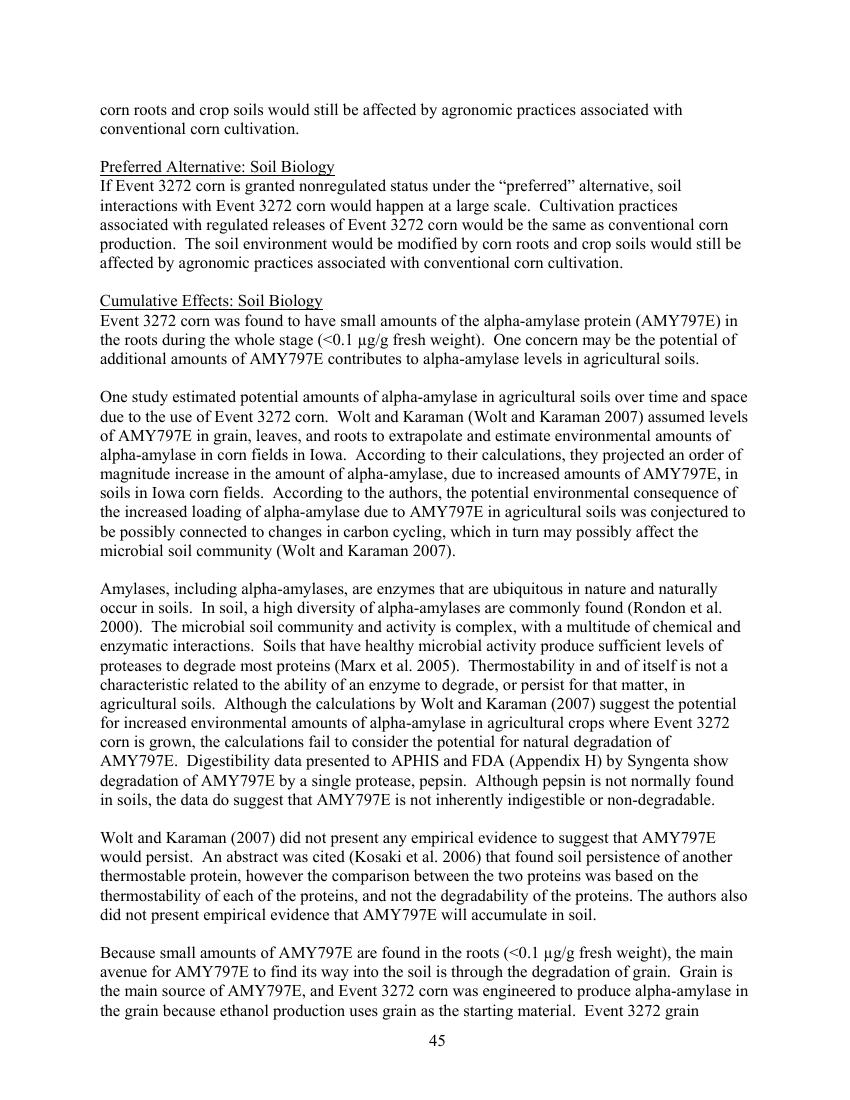 corn roots and crop soils would still be affected by agronomic practices associated with
conventional corn cultivation.
Preferred Alternative: Soil Biology
If Event 3272 corn is granted nonregulated status under the “preferred” alternative, soil
interactions with Event 3272 corn would happen at a large scale.  Cultivation practices
associated with regulated releases of Event 3272 corn would be the same as conventional corn
production.  The soil environment would be modified by corn roots and crop soils would still be
affected by agronomic practices associated with conventional corn cultivation.
Cumulative Effects: Soil Biology
Event 3272 corn was found to have small amounts of the alpha-amylase protein (AMY797E) in
the roots during the whole stage (<0.1 µg/g fresh weight).  One concern may be the potential of
additional amounts of AMY797E contributes to alpha-amylase levels in agricultural soils.
One study estimated potential amounts of alpha-amylase in agricultural soils over time and space
due to the use of Event 3272 corn.  Wolt and Karaman (Wolt and Karaman 2007) assumed levels
of AMY797E in grain, leaves, and roots to extrapolate and estimate environmental amounts of
alpha-amylase in corn fields in Iowa.  According to their calculations, they projected an order of
magnitude increase in the amount of alpha-amylase, due to increased amounts of AMY797E, in
soils in Iowa corn fields.  According to the authors, the potential environmental consequence of
the increased loading of alpha-amylase due to AMY797E in agricultural soils was conjectured to
be possibly connected to changes in carbon cycling, which in turn may possibly affect the
microbial soil community (Wolt and Karaman 2007).
Amylases, including alpha-amylases, are enzymes that are ubiquitous in nature and naturally
occur in soils.  In soil, a high diversity of alpha-amylases are commonly found (Rondon et al.
2000).  The microbial soil community and activity is complex, with a multitude of chemical and
enzymatic interactions.  Soils that have healthy microbial activity produce sufficient levels of
proteases to degrade most proteins (Marx et al. 2005).  Thermostability in and of itself is not a
characteristic related to the ability of an enzyme to degrade, or persist for that matter, in
agricultural soils.  Although the calculations by Wolt and Karaman (2007) suggest the potential
for increased environmental amounts of alpha-amylase in agricultural crops where Event 3272
corn is grown, the calculations fail to consider the potential for natural degradation of
AMY797E.  Digestibility data presented to APHIS and FDA (Appendix H) by Syngenta show
degradation of AMY797E by a single protease, pepsin.  Although pepsin is not normally found
in soils, the data do suggest that AMY797E is not inherently indigestible or non-degradable.
Wolt and Karaman (2007) did not present any empirical evidence to suggest that AMY797E
would persist.  An abstract was cited (Kosaki et al. 2006) that found soil persistence of another
thermostable protein, however the comparison between the two proteins was based on the
thermostability of each of the proteins, and not the degradability of the proteins. The authors also
did not present empirical evidence that AMY797E will accumulate in soil.
Because small amounts of AMY797E are found in the roots (<0.1 µg/g fresh weight), the main
avenue for AMY797E to find its way into the soil is through the degradation of grain.  Grain is
the main source of AMY797E, and Event 3272 corn was engineered to produce alpha-amylase in
the grain because ethanol production uses grain as the starting material.  Event 3272 grain
45